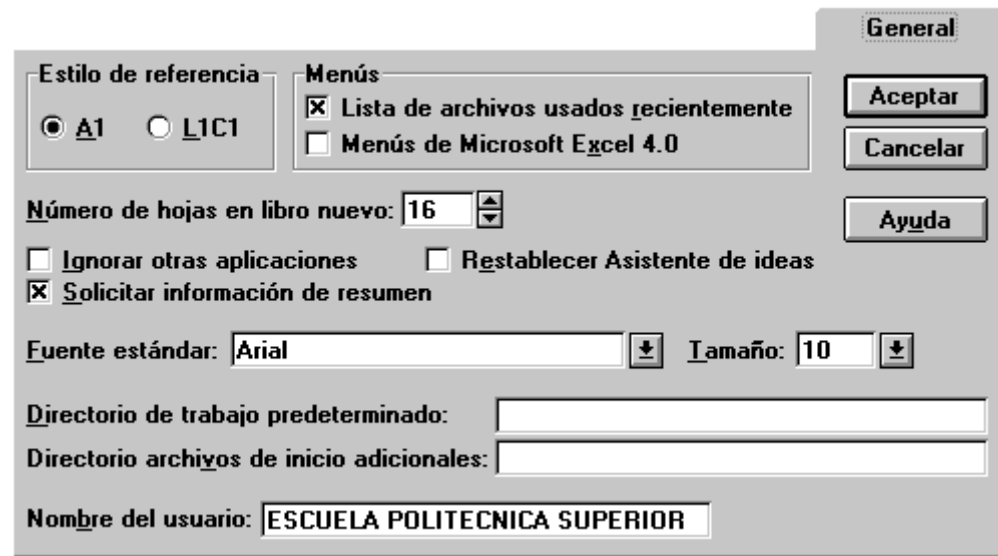 General
Estilo de referencia
A1 L1C1
Menús
Lista de archivos usados recientemente
Menús de Microsoft Excel 4.0
Aceptar
Cancelar
Ayuda
Número de hojas en libro nuevo: 16
Ignorar otras aplicaciones Restablecer Asistente de ideas
Solicitar información de resumen
Fuente estándar: Arial Tamaño: 10
Directorio de trabajo predeterminado:
Directorio archivos de inicio adicionales:
Nombre del usuario: ESCUELA POLITECNICA SUPERIOR